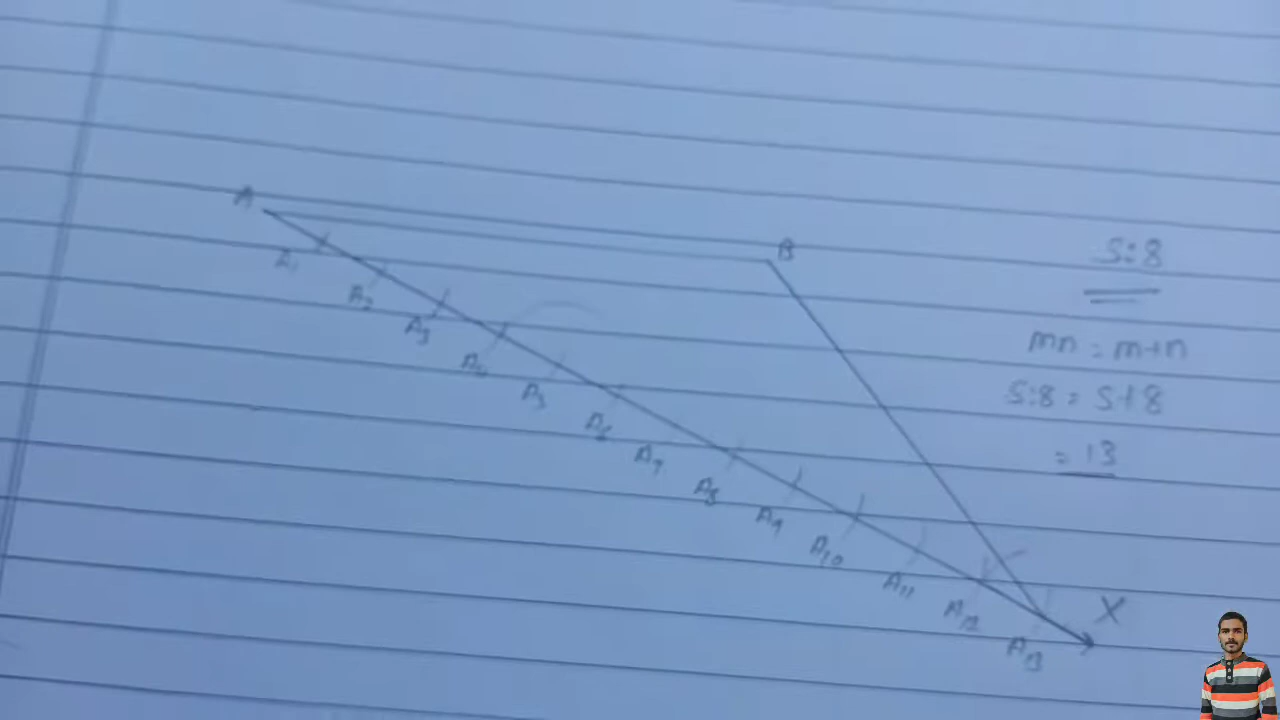 A
B
A₁
A₂
A₃
A₅
A₆
A₇
A₈
A₉
A₁₀
A₁₁
A₁₂
A₁₃
X
5:8
mn = m+n
5:8 = 5+8
= 13